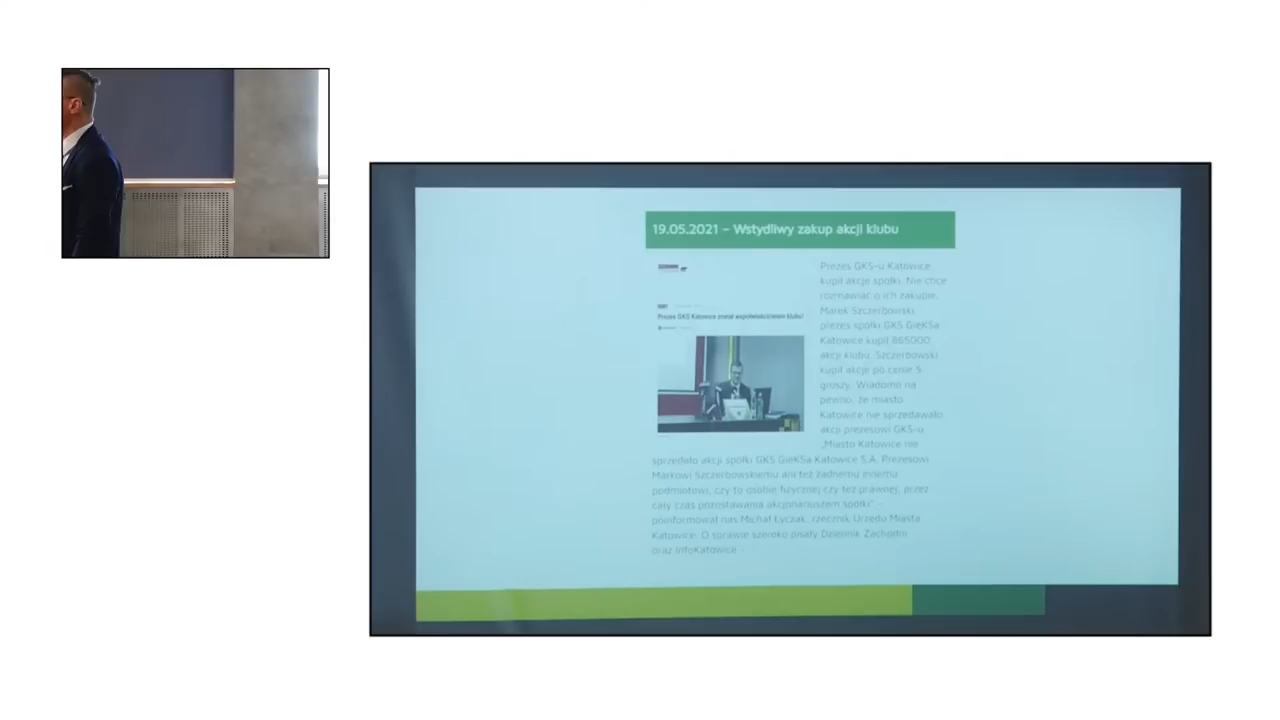 19.05.2021 – Wstydliwy zakup akcji klubu
Prezes GKS Katowice został współwłaścicielem klubu!
Prezes GKS-u Katowice
kupił akcje spółki. Nie chce
rozmawiać o ich zakupie.
Marek Szczerbowski
prezes spółki GKS GieKSa
Katowice kupił 865000
akcji klubu. Szczerbowski
kupił akcje po cenie 5
groszy. Wiadomo na
pewno, że miasto
Katowice nie sprzedawało
akcji prezesowi GKS-u.
„Miasto Katowice nie
sprzedało akcji spółki GKS GieKSa Katowice S.A. Prezesowi
Markowi Szczerbowskiemu ani też żadnemu innemu
podmiotowi, czy to osobie fizycznej czy też prawnej, przez
cały czas pozostawania akcjonariuszem spółki" –
poinformował nas Michał Łyczak, rzecznik Urzędu Miasta
Katowice. O sprawie szeroko pisały Dziennik Zachodni
oraz InfoKatowice